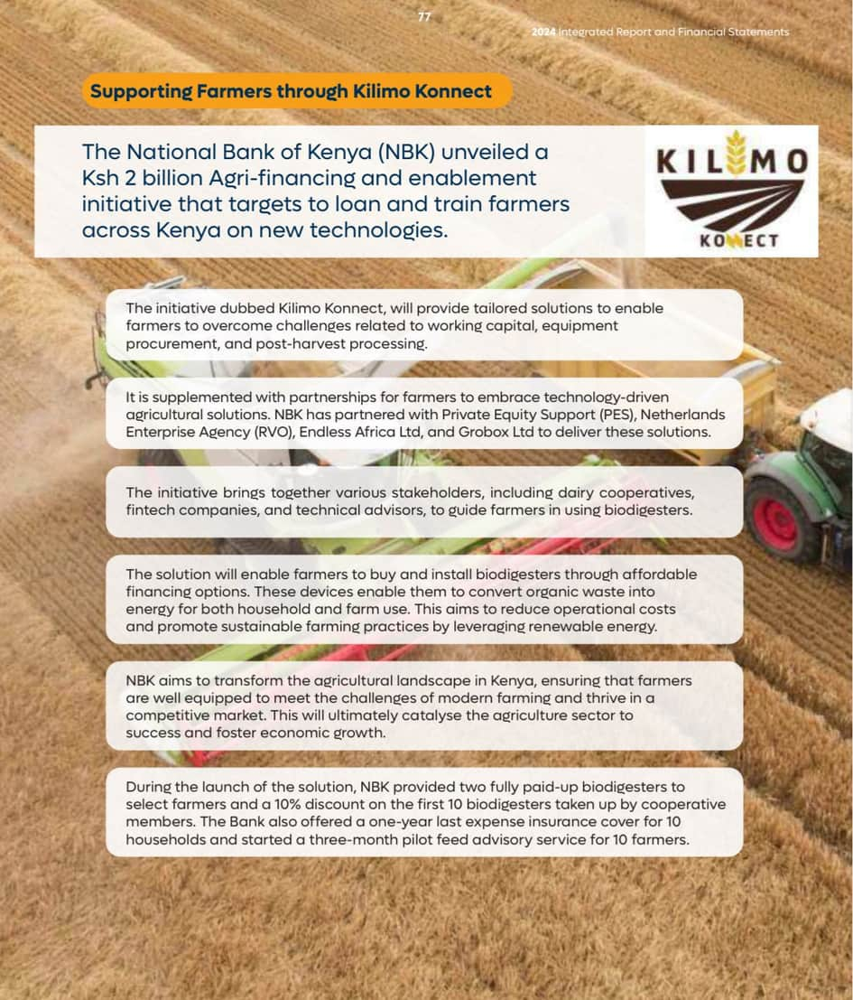 77
2024 Integrated Report and Financial Statements
Supporting Farmers through Kilimo Konnect
The National Bank of Kenya (NBK) unveiled a
Ksh 2 billion Agri-financing and enablement
initiative that targets to loan and train farmers
across Kenya on new technologies.
KILIMO
KONNECT
The initiative dubbed Kilimo Konnect, will provide tailored solutions to enable
farmers to overcome challenges related to working capital, equipment
procurement, and post-harvest processing.
It is supplemented with partnerships for farmers to embrace technology-driven
agricultural solutions. NBK has partnered with Private Equity Support (PES), Netherlands
Enterprise Agency (RVO), Endless Africa Ltd, and Grobox Ltd to deliver these solutions.
The initiative brings together various stakeholders, including dairy cooperatives,
fintech companies, and technical advisors, to guide farmers in using biodigesters.
The solution will enable farmers to buy and install biodigesters through affordable
financing options. These devices enable them to convert organic waste into
energy for both household and farm use. This aims to reduce operational costs
and promote sustainable farming practices by leveraging renewable energy.
NBK aims to transform the agricultural landscape in Kenya, ensuring that farmers
are well equipped to meet the challenges of modern farming and thrive in a
competitive market. This will ultimately catalyse the agriculture sector to
success and foster economic growth.
During the launch of the solution, NBK provided two fully paid-up biodigesters to
select farmers and a 10% discount on the first 10 biodigesters taken up by cooperative
members. The Bank also offered a one-year last expense insurance cover for 10
households and started a three-month pilot feed advisory service for 10 farmers.